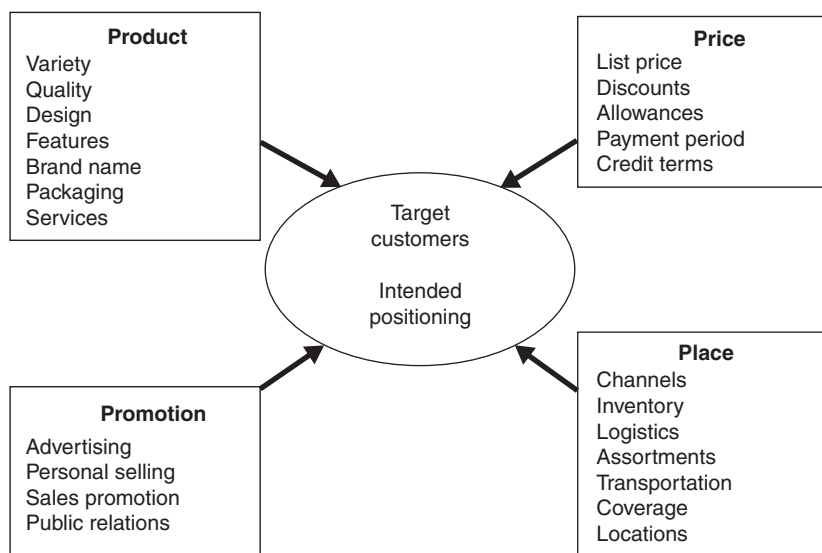 Product
Variety
Quality
Design
Features
Brand name
Packaging
Services
Price
List price
Discounts
Allowances
Payment period
Credit terms
Target
customers
Intended
positioning
Promotion
Advertising
Personal selling
Sales promotion
Public relations
Place
Channels
Inventory
Logistics
Assortments
Transportation
Coverage
Locations